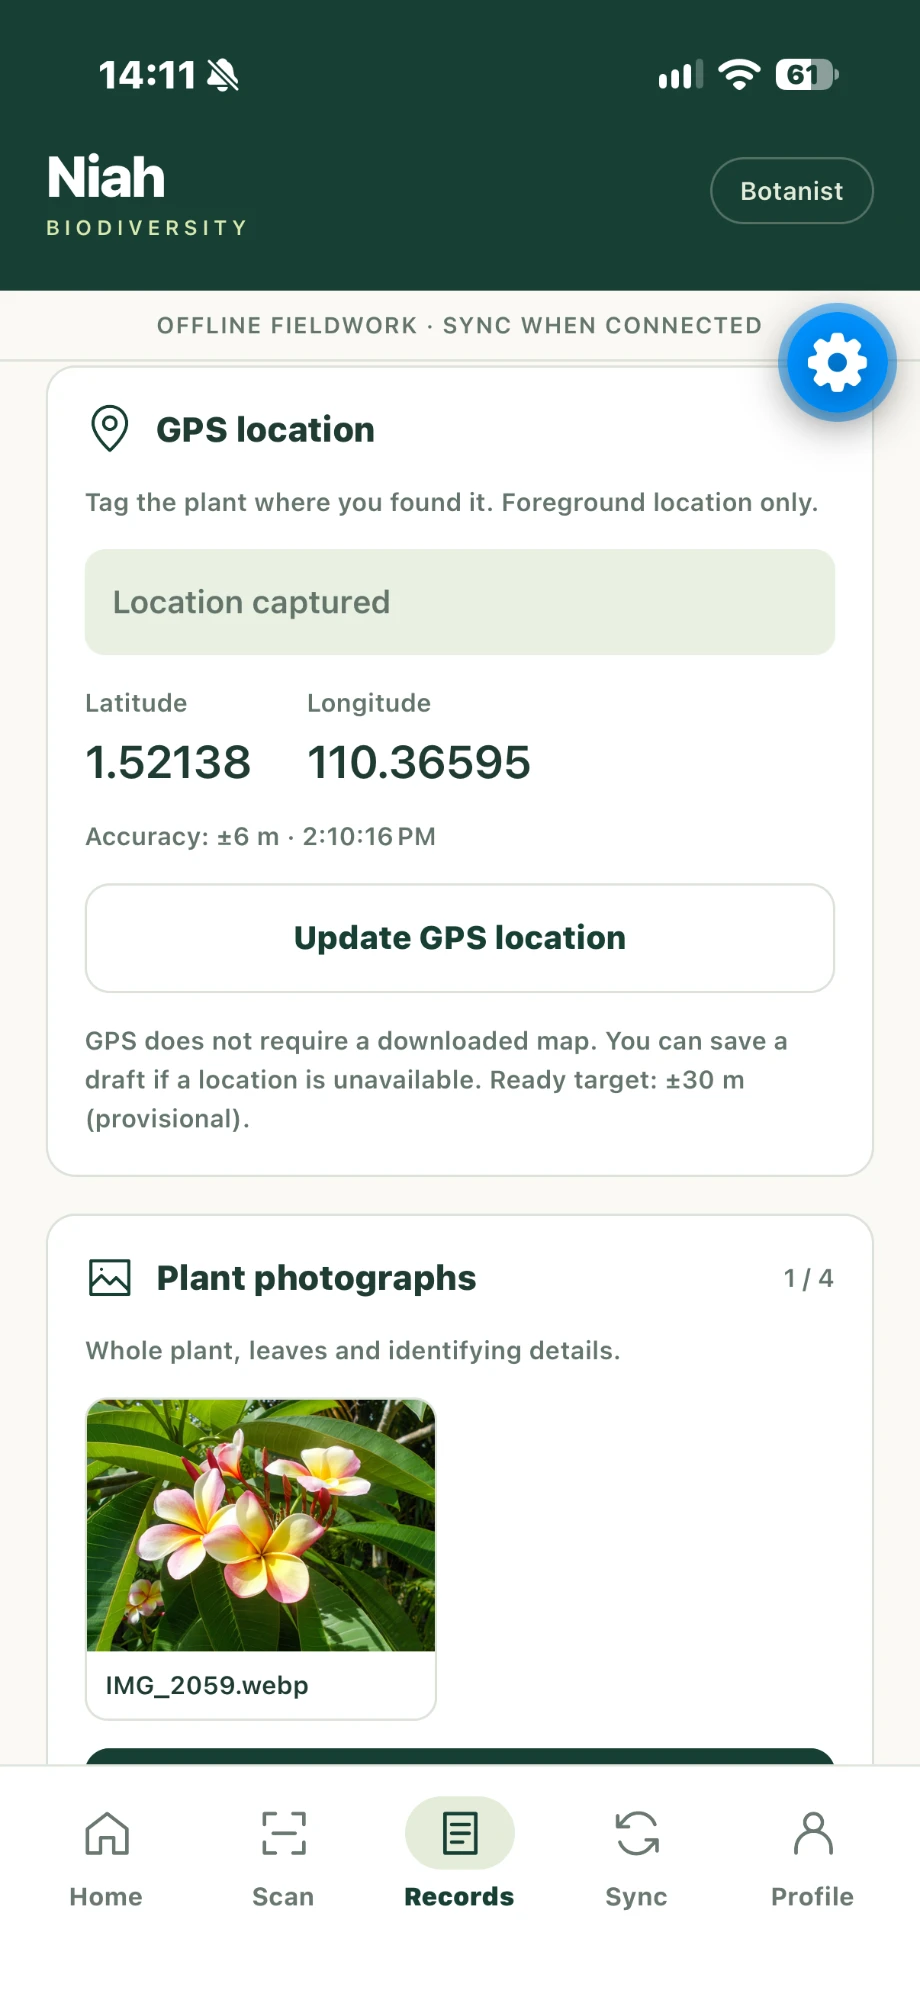 14:11
61
Niah
BIODIVERSITY
Botanist
OFFLINE FIELDWORK · SYNC WHEN CONNECTED
GPS location
Tag the plant where you found it. Foreground location only.
Location captured
Latitude Longitude
1.52138 110.36595
Accuracy: ±6 m · 2:10:16 PM
Update GPS location
GPS does not require a downloaded map. You can save a
draft if a location is unavailable. Ready target: ±30 m
(provisional).
Plant photographs 1 / 4
Whole plant, leaves and identifying details.
IMG_2059.webp
Home Scan Records Sync Profile